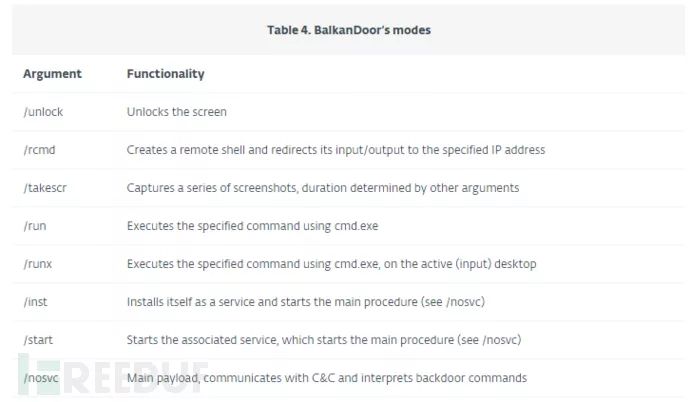 Table 4. BalkanDoor's modes
Argument Functionality
/unlock Unlocks the screen
/rcmd Creates a remote shell and redirects its input/output to the specified IP address
/takescr Captures a series of screenshots, duration determined by other arguments
/run Executes the specified command using cmd.exe
/runx Executes the specified command using cmd.exe, on the active (input) desktop
/inst Installs itself as a service and starts the main procedure (see /nosvc)
/start Starts the associated service, which starts the main procedure (see /nosvc)
REEBUF
/nosvc Main payload, communicates with C&C and interprets backdoor commands